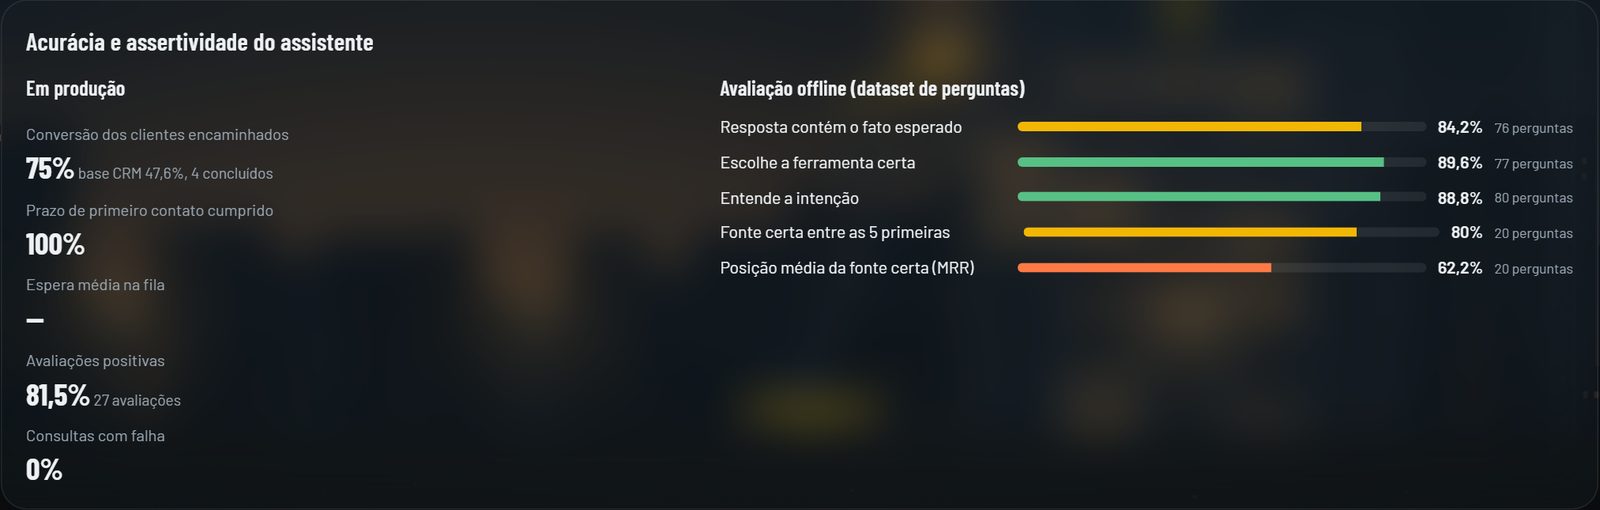 Acurácia e assertividade do assistente
Em produção
Conversão dos clientes encaminhados
75% base CRM 47,6%, 4 concluídos
Prazo de primeiro contato cumprido
100%
Espera média na fila
—
Avaliações positivas
81,5% 27 avaliações
Consultas com falha
0%
Avaliação offline (dataset de perguntas)
Resposta contém o fato esperado 84,2% 76 perguntas
Escolhe a ferramenta certa 89,6% 77 perguntas
Entende a intenção 88,8% 80 perguntas
Fonte certa entre as 5 primeiras 80% 20 perguntas
Posição média da fonte certa (MRR) 62,2% 20 perguntas